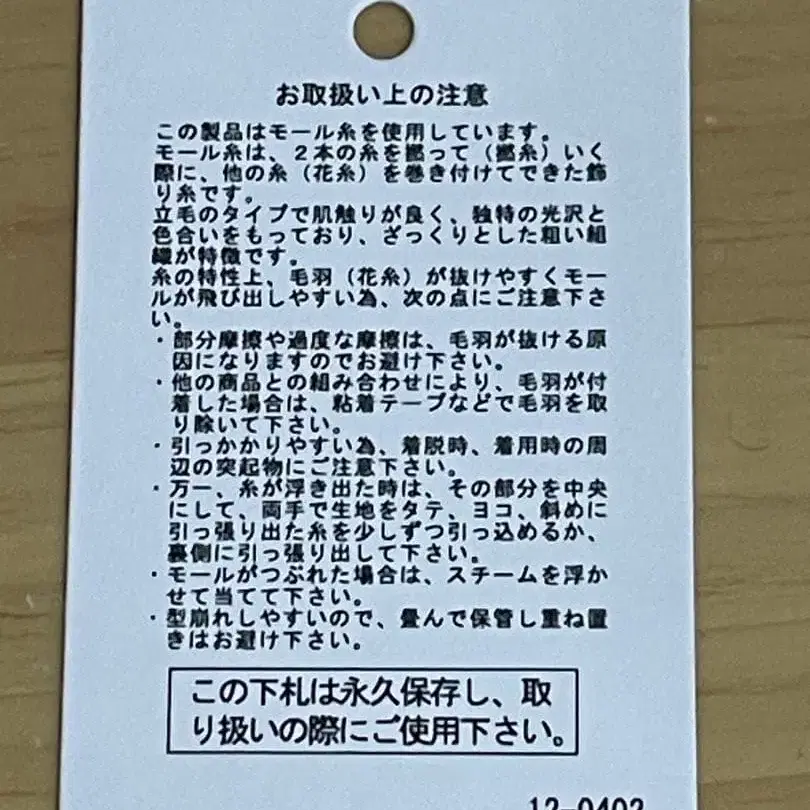 お取扱い上の注意
この製品はモール糸を使用しています。
モール糸は、2本の糸を撚って（撚糸）いく
際に、他の糸（花糸）を巻き付けてできた飾
り糸です。
立毛のタイプで肌触りが良く、独特の光沢と
色合いをもっており、ざっくりとした粗い組
織が特徴です。
糸の特性上、毛羽（花糸）が抜けやすくモー
ルが飛び出しやすい為、次の点にご注意下さ
い。
・部分摩擦や過度な摩擦は、毛羽が抜ける原
因になりますのでお避け下さい。
・他の商品との組み合わせにより、毛羽が付
着した場合は、粘着テープなどで毛羽を取
り除いて下さい。
・引っかかりやすい為、着脱時、着用時の周
辺の突起物にご注意下さい。
・万一、糸が浮き出た時は、その部分を中央
にして、両手で生地をタテ、ヨコ、斜めに
引っ張り出た糸を少しずつ引っ込めるか、
裏側に引っ張り出して下さい。
・モールがつぶれた場合は、スチームを浮か
せて当てて下さい。
・型崩れしやすいので、畳んで保管し重ね置
きはお避け下さい。
この下札は永久保存し、取
り扱いの際にご使用下さい。
12-0402